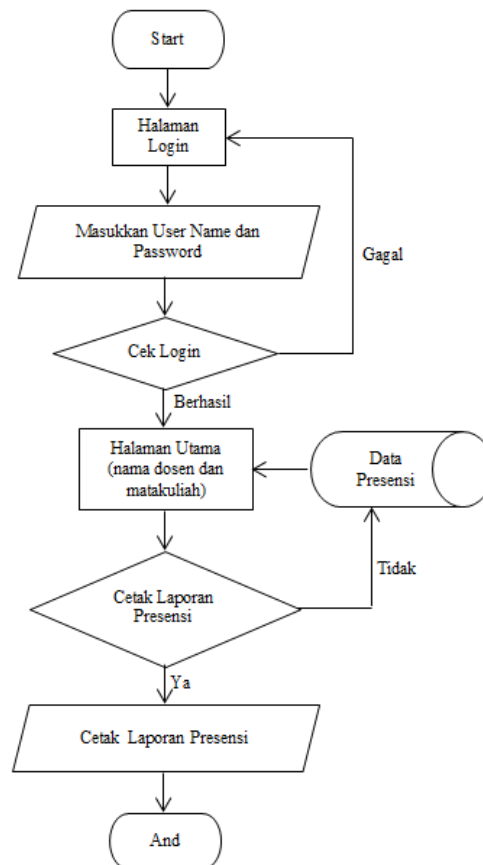 Start
Halaman
Login
Masukkan User Name dan
Password
Gagal
Cek Login
Berhasil
Halaman Utama
(nama dosen dan
matakuliah)
Data
Presensi
Tidak
Cetak Laporan
Presensi
Ya
Cetak Laporan Presensi
And